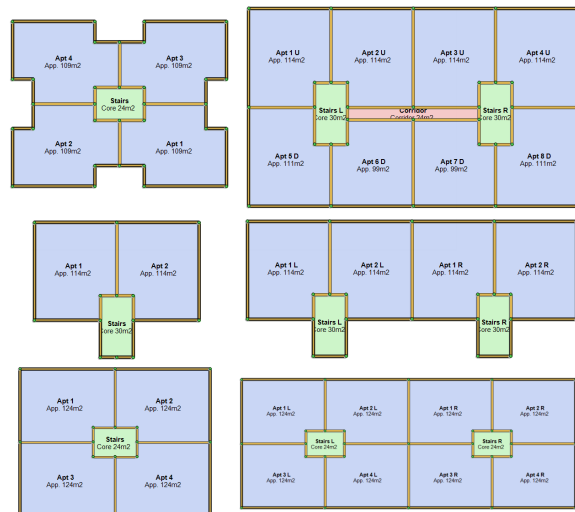 Apt 4
App. 109m2
Apt 3
App. 109m2
Stairs
Core 24m2
Apt 2
App. 109m2
Apt 1
App. 109m2
Apt 1 U
App. 114m2
Apt 2 U
App. 114m2
Apt 3 U
App. 114m2
Apt 4 U
App. 114m2
Stairs L
Core 30m2
Corridor
Corridor 24m2
Stairs R
Core 30m2
Apt 5 D
App. 111m2
Apt 6 D
App. 99m2
Apt 7 D
App. 99m2
Apt 8 D
App. 111m2
Apt 1
App. 114m2
Apt 2
App. 114m2
Stairs
Core 30m2
Apt 1 L
App. 114m2
Apt 2 L
App. 114m2
Apt 1 R
App. 114m2
Apt 2 R
App. 114m2
Stairs L
Core 30m2
Stairs R
Core 30m2
Apt 1
App. 124m2
Apt 2
App. 124m2
Stairs
Core 24m2
Apt 3
App. 124m2
Apt 4
App. 124m2
Apt 1 L
App. 124m2
Apt 2 L
App. 124m2
Apt 1 R
App. 124m2
Apt 2 R
App. 124m2
Stairs L
Core 24m2
Stairs R
Core 24m2
Apt 3 L
App. 124m2
Apt 4 L
App. 124m2
Apt 3 R
App. 124m2
Apt 4 R
App. 124m2